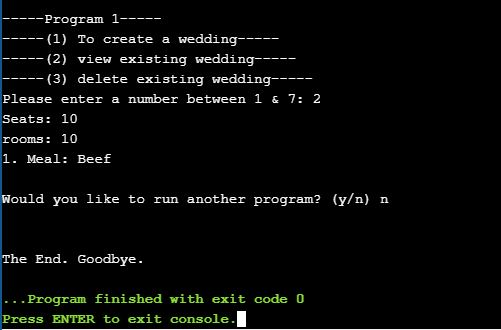 -----Program 1-----
-----(1) To create a wedding-----
-----(2) view existing wedding-----
-----(3) delete existing wedding-----
Please enter a number between 1 & 7: 2
Seats: 10
rooms: 10
1. Meal: Beef
Would you like to run another program? (y/n) n
The End. Goodbye.
...Program finished with exit code 0
Press ENTER to exit console.